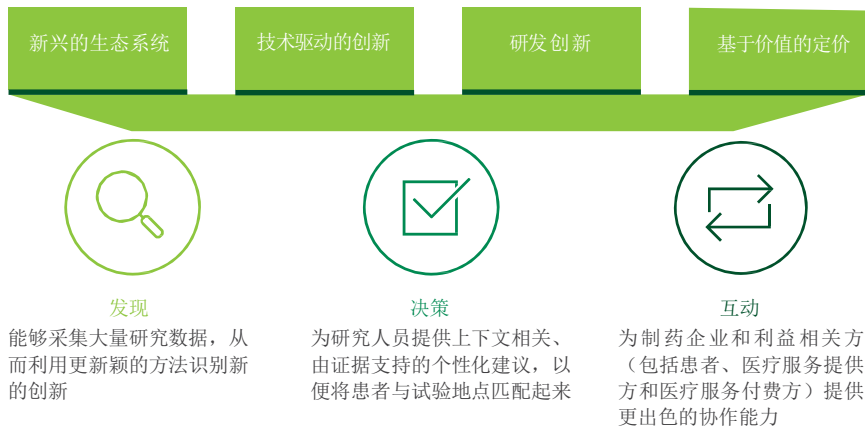 新兴的生态系统
技术驱动的创新
研发创新
基于价值的定价
发现
能够采集大量研究数据，从
而利用更新颖的方法识别新
的创新
决策
为研究人员提供上下文相关、
由证据支持的个性化建议，以
便将患者与试验地点匹配起来
互动
为制药企业和利益相关方
（包括患者、医疗服务提供
方和医疗服务付费方）提供
更出色的协作能力